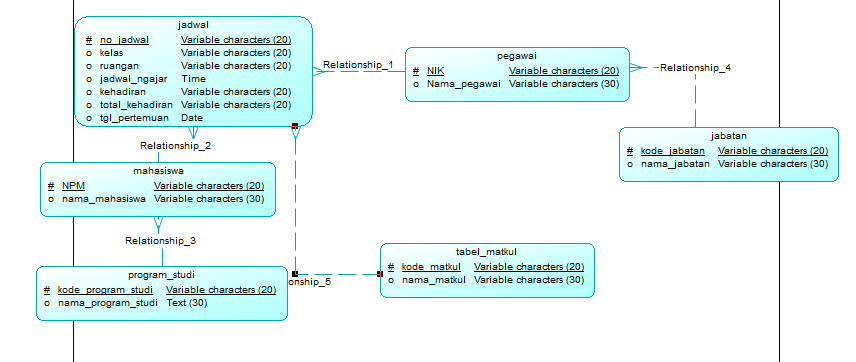 jadwal
# no_jadwal Variable characters (20)
o kelas Variable characters (20)
o ruangan Variable characters (20)
o jadwal_ngajar Time
o kehadiran Variable characters (20)
o total_kehadiran Variable characters (20)
o tgl_pertemuan Date
Relationship_1
pegawai
# NIK Variable characters (20)
o Nama_pegawai Variable characters (30)
Relationship_4
jabatan
# kode_jabatan Variable characters (20)
o nama_jabatan Variable characters (30)
Relationship_2
mahasiswa
# NPM Variable characters (20)
o nama_mahasiswa Variable characters (30)
Relationship_3
program_studi
# kode_program_studi Variable characters (20)
o nama_program_studi Text (30)
onship_5
tabel_matkul
# kode_matkul Variable characters (20)
o nama_matkul Variable characters (30)